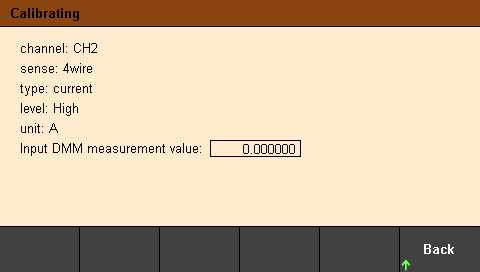 Calibrating
channel: CH2
sense: 4wire
type: current
level: High
unit: A
Input DMM measurement value: 0.000000
Back